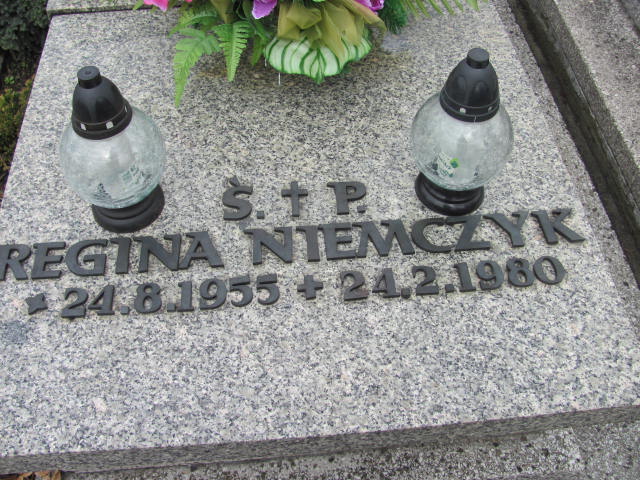 Ś. † P.
REGINA NIEMCZYK
* 24.8.1955 + 24.2.1980